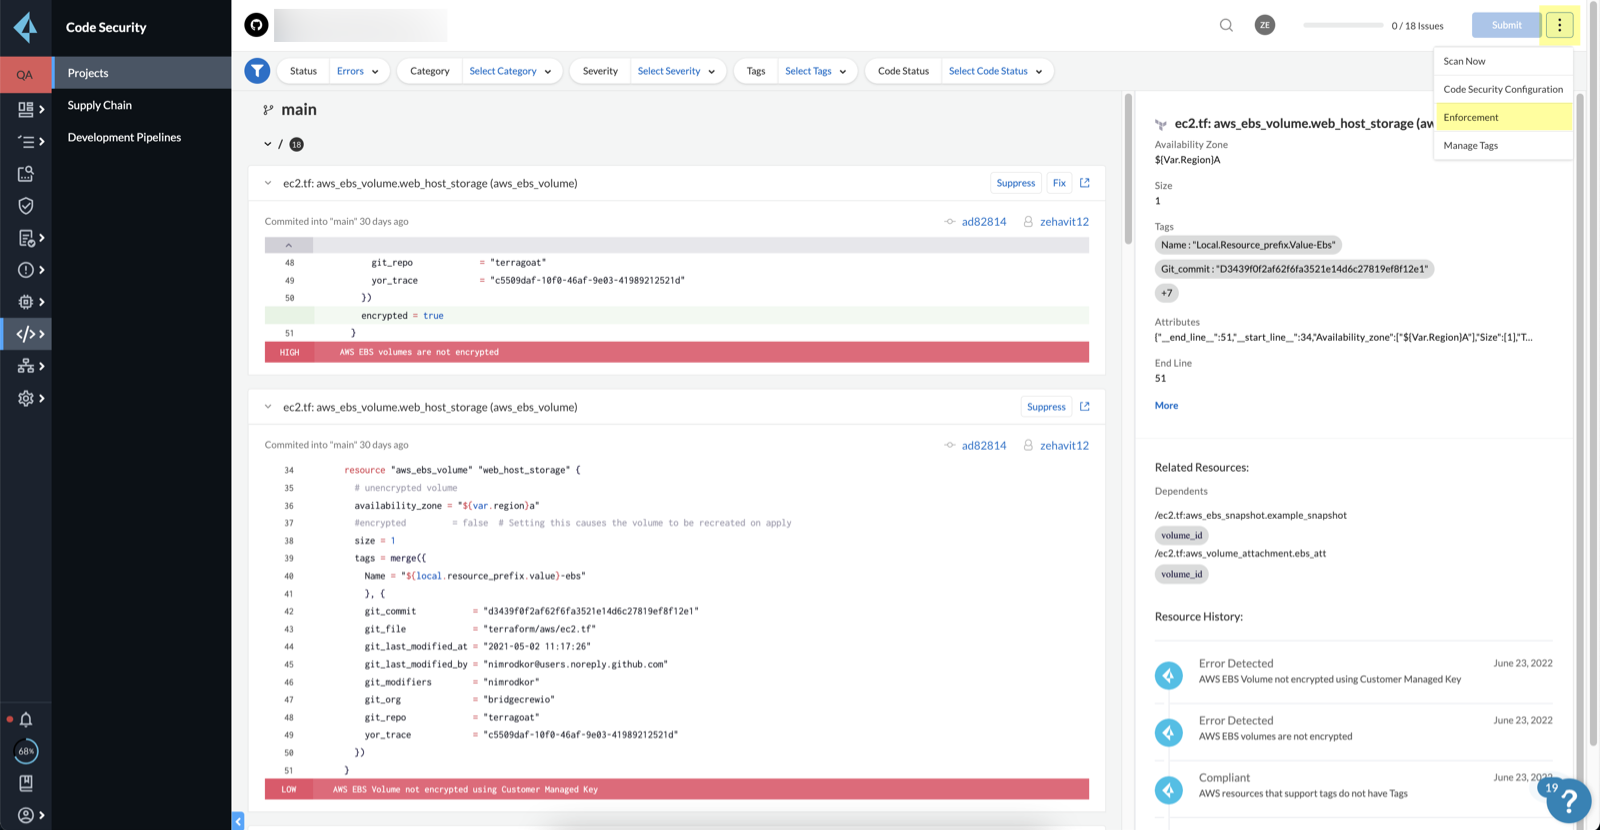 Code Security
QA
Projects
Supply Chain
Development Pipelines
68%
ZE
0 / 18 Issues
Submit
Scan Now
Code Security Configuration
Enforcement
Manage Tags
Status Errors
Category Select Category
Severity Select Severity
Tags Select Tags
Code Status Select Code Status
main
/ 18
ec2.tf: aws_ebs_volume.web_host_storage (aws_ebs_volume)
Suppress Fix
Commited into "main" 30 days ago
ad82814 zehavit12
48 git_repo = "terragoat"
49 yor_trace = "c5509daf-10f0-46af-9e03-41989212521d"
50 })
encrypted = true
51 }
HIGH AWS EBS volumes are not encrypted
ec2.tf: aws_ebs_volume.web_host_storage (aws_ebs_volume)
Suppress
Commited into "main" 30 days ago
ad82814 zehavit12
34 resource "aws_ebs_volume" "web_host_storage" {
35 # unencrypted volume
36 availability_zone = "${var.region}a"
37 #encrypted = false # Setting this causes the volume to be recreated on apply
38 size = 1
39 tags = merge({
40 Name = "${local.resource_prefix.value}-ebs"
41 }, {
42 git_commit = "d3439f0f2af62f6fa3521e14d6c27819ef8f12e1"
43 git_file = "terraform/aws/ec2.tf"
44 git_last_modified_at = "2021-05-02 11:17:26"
45 git_last_modified_by = "nimrodkor@users.noreply.github.com"
46 git_modifiers = "nimrodkor"
47 git_org = "bridgecrewio"
48 git_repo = "terragoat"
49 yor_trace = "c5509daf-10f0-46af-9e03-41989212521d"
50 })
51 }
LOW AWS EBS Volume not encrypted using Customer Managed Key
ec2.tf: aws_ebs_volume.web_host_storage (aw
Availability Zone
${Var.Region}A
Size
1
Tags
Name : "Local.Resource_prefix.Value-Ebs"
Git_commit : "D3439f0f2af62f6fa3521e14d6c27819ef8f12e1"
+7
Attributes
{"__end_line__":51,"__start_line__":34,"Availability_zone":["${Var.Region}A"],"Size":[1],"T...
End Line
51
More
Related Resources:
Dependents
/ec2.tf:aws_ebs_snapshot.example_snapshot
volume_id
/ec2.tf:aws_volume_attachment.ebs_att
volume_id
Resource History:
Error Detected June 23, 2022
AWS EBS Volume not encrypted using Customer Managed Key
Error Detected June 23, 2022
AWS EBS volumes are not encrypted
Compliant June 23, 2022
AWS resources that support tags do not have Tags
19
?